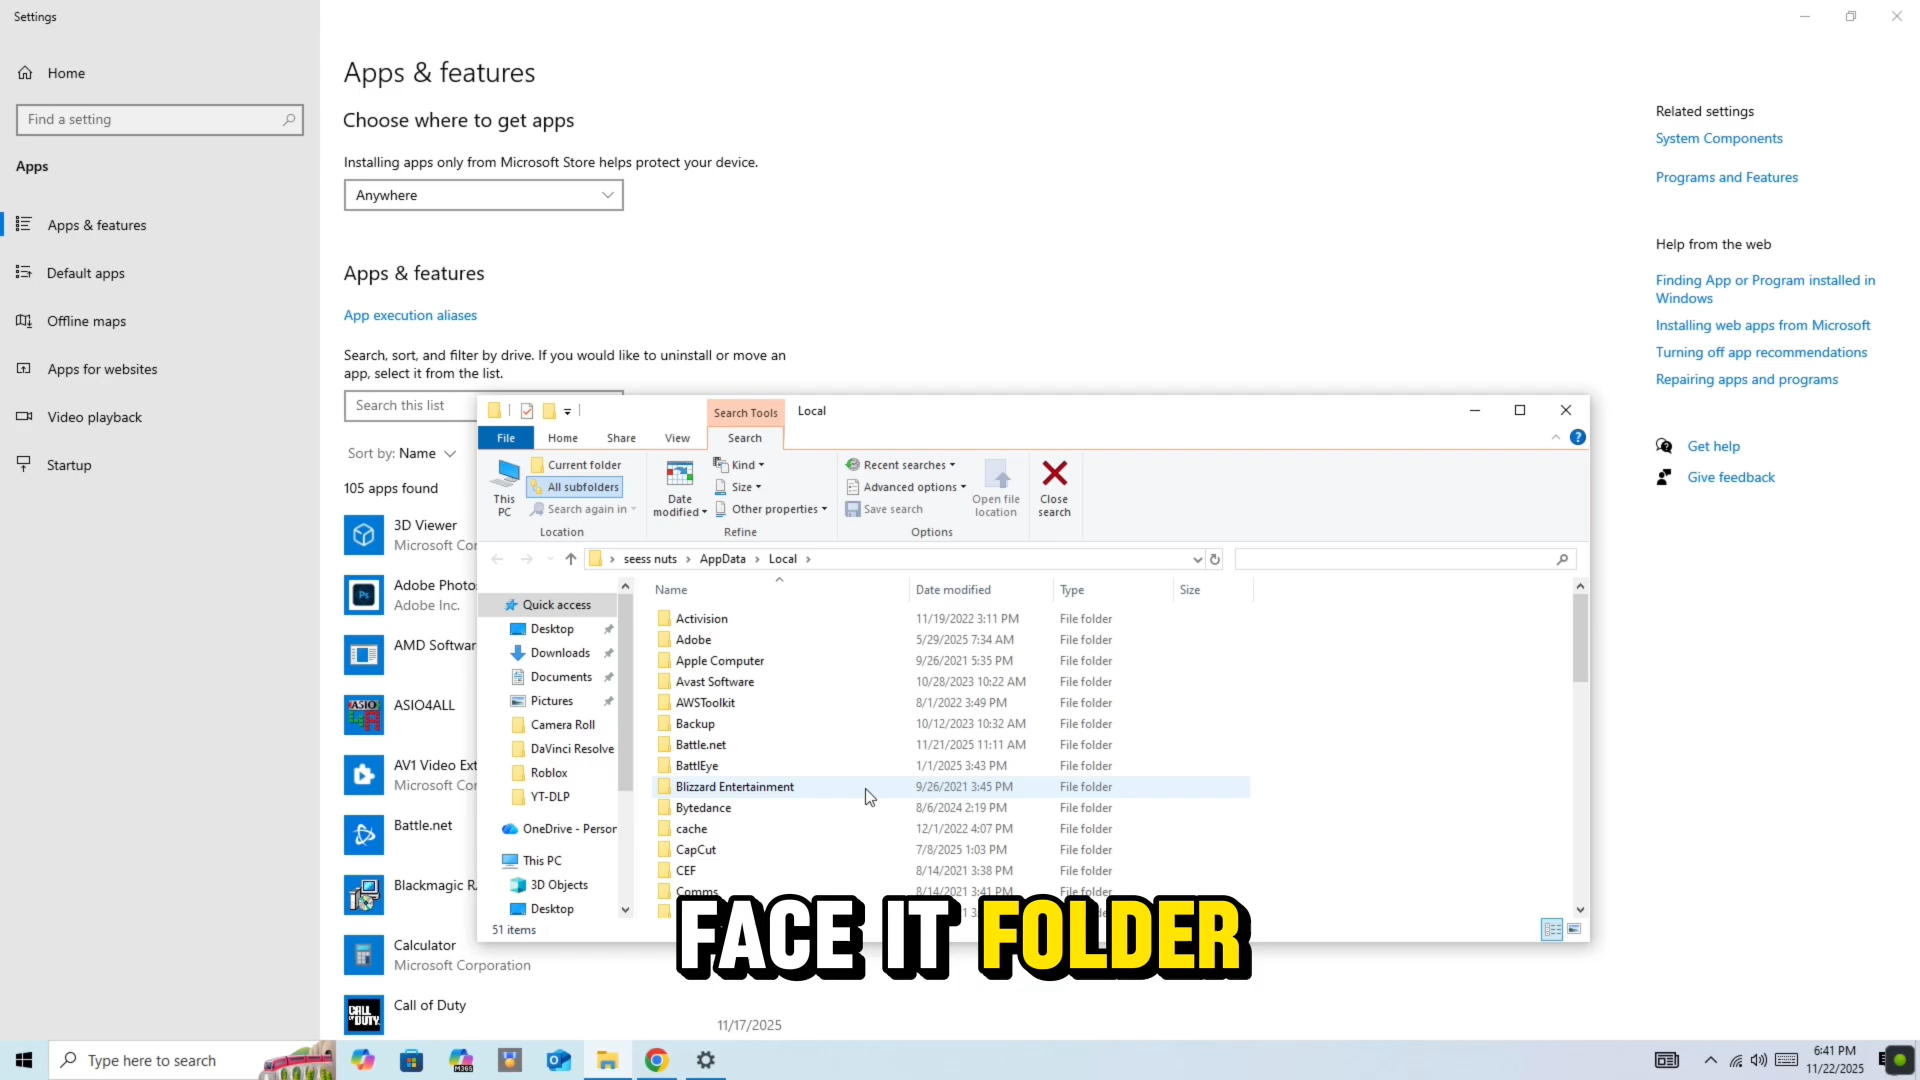 Settings
Home
Find a setting
Apps
Apps & features
Default apps
Offline maps
Apps for websites
Video playback
Startup
Apps & features
Choose where to get apps
Installing apps only from Microsoft Store helps protect your device.
Anywhere
Apps & features
App execution aliases
Search, sort, and filter by drive. If you would like to uninstall or move an
app, select it from the list.
Search this list
Sort by: Name
105 apps found
3D Viewer
Microsoft Cor
Adobe Photo
Adobe Inc.
AMD Softwar
ASIO4ALL
AV1 Video Ext
Microsoft Cor
Battle.net
Blackmagic R
Calculator
Microsoft Corporation
Call of Duty
11/17/2025
Related settings
System Components
Programs and Features
Help from the web
Finding App or Program installed in
Windows
Installing web apps from Microsoft
Turning off app recommendations
Repairing apps and programs
Get help
Give feedback
Search Tools Local
File Home Share View Search
This PC
Current folder
All subfolders
Search again in
Location
Date modified
Kind
Size
Other properties
Refine
Recent searches
Advanced options
Save search
Open file location
Options
Close search
seess nuts > AppData > Local >
Quick access
Desktop
Downloads
Documents
Pictures
Camera Roll
DaVinci Resolve
Roblox
YT-DLP
OneDrive - Person
This PC
3D Objects
Desktop
Name Date modified Type Size
Activision 11/19/2022 3:11 PM File folder
Adobe 5/29/2025 7:34 AM File folder
Apple Computer 9/26/2021 5:35 PM File folder
Avast Software 10/28/2023 10:22 AM File folder
AWSToolkit 8/1/2022 3:49 PM File folder
Backup 10/12/2023 10:32 AM File folder
Battle.net 11/21/2025 11:11 AM File folder
BattlEye 1/1/2025 3:43 PM File folder
Blizzard Entertainment 9/26/2021 3:45 PM File folder
Bytedance 8/6/2024 2:19 PM File folder
cache 12/1/2022 4:07 PM File folder
CapCut 7/8/2025 1:03 PM File folder
CEF 8/14/2021 3:38 PM File folder
Comms 8/14/2021 3:41 PM File folder
51 items
FACE IT FOLDER
Type here to search
M365
6:41 PM
11/22/2025